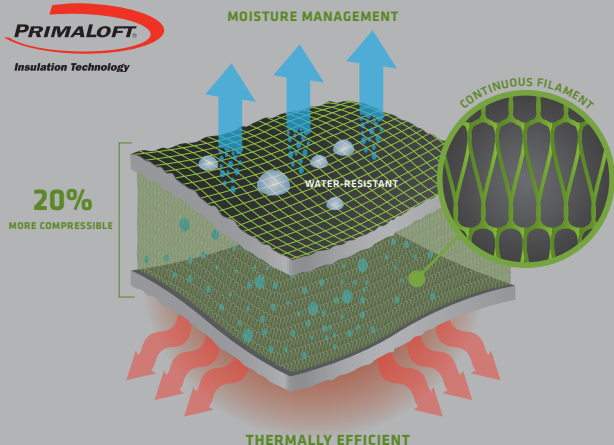 PRIMALOFT®
Insulation Technology
MOISTURE MANAGEMENT
CONTINUOUS FILAMENT
WATER-RESISTANT
20%
MORE COMPRESSIBLE
THERMALLY EFFICIENT